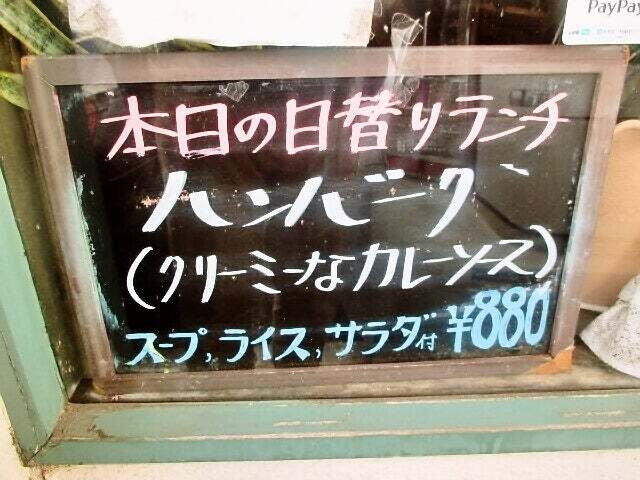 PayPay
本日の日替りランチ
ハンバーグ
(クリーミーなカレーソース)
スープ,ライス,サラダ付 ¥880